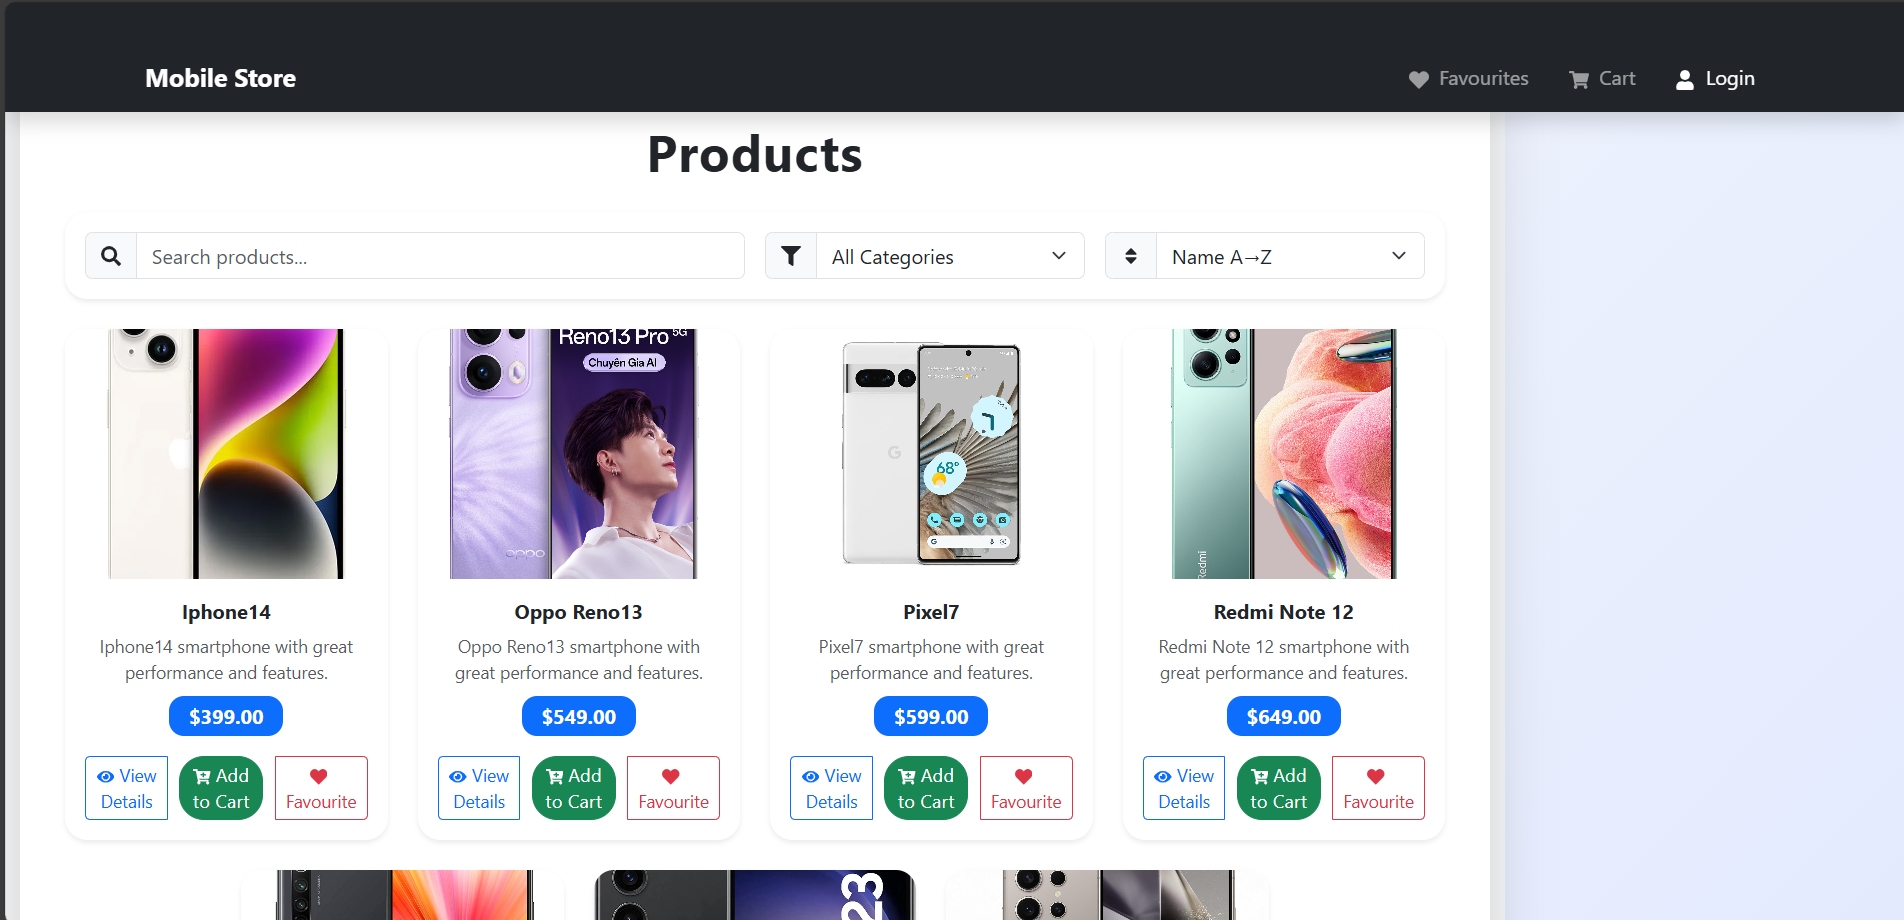 Mobile Store
Favourites
Cart
Login
Products
Search products...
All Categories
Name A→Z
Reno13 Pro 5G
Chuyên Gia AI
oppo
G
68°
G
Redmi
Iphone14
Oppo Reno13
Pixel7
Redmi Note 12
Iphone14 smartphone with great
performance and features.
Oppo Reno13 smartphone with
great performance and features.
Pixel7 smartphone with great
performance and features.
Redmi Note 12 smartphone with
great performance and features.
$399.00
$549.00
$599.00
$649.00
View
Details
Add
to Cart
Favourite
View
Details
Add
to Cart
Favourite
View
Details
Add
to Cart
Favourite
View
Details
Add
to Cart
Favourite
23